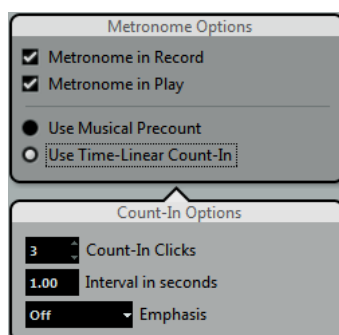 Metronome Options
Metronome in Record
Metronome in Play
Use Musical Precount
Use Time-Linear Count-In
Count-In Options
3 Count-In Clicks
1.00 Interval in seconds
Off Emphasis